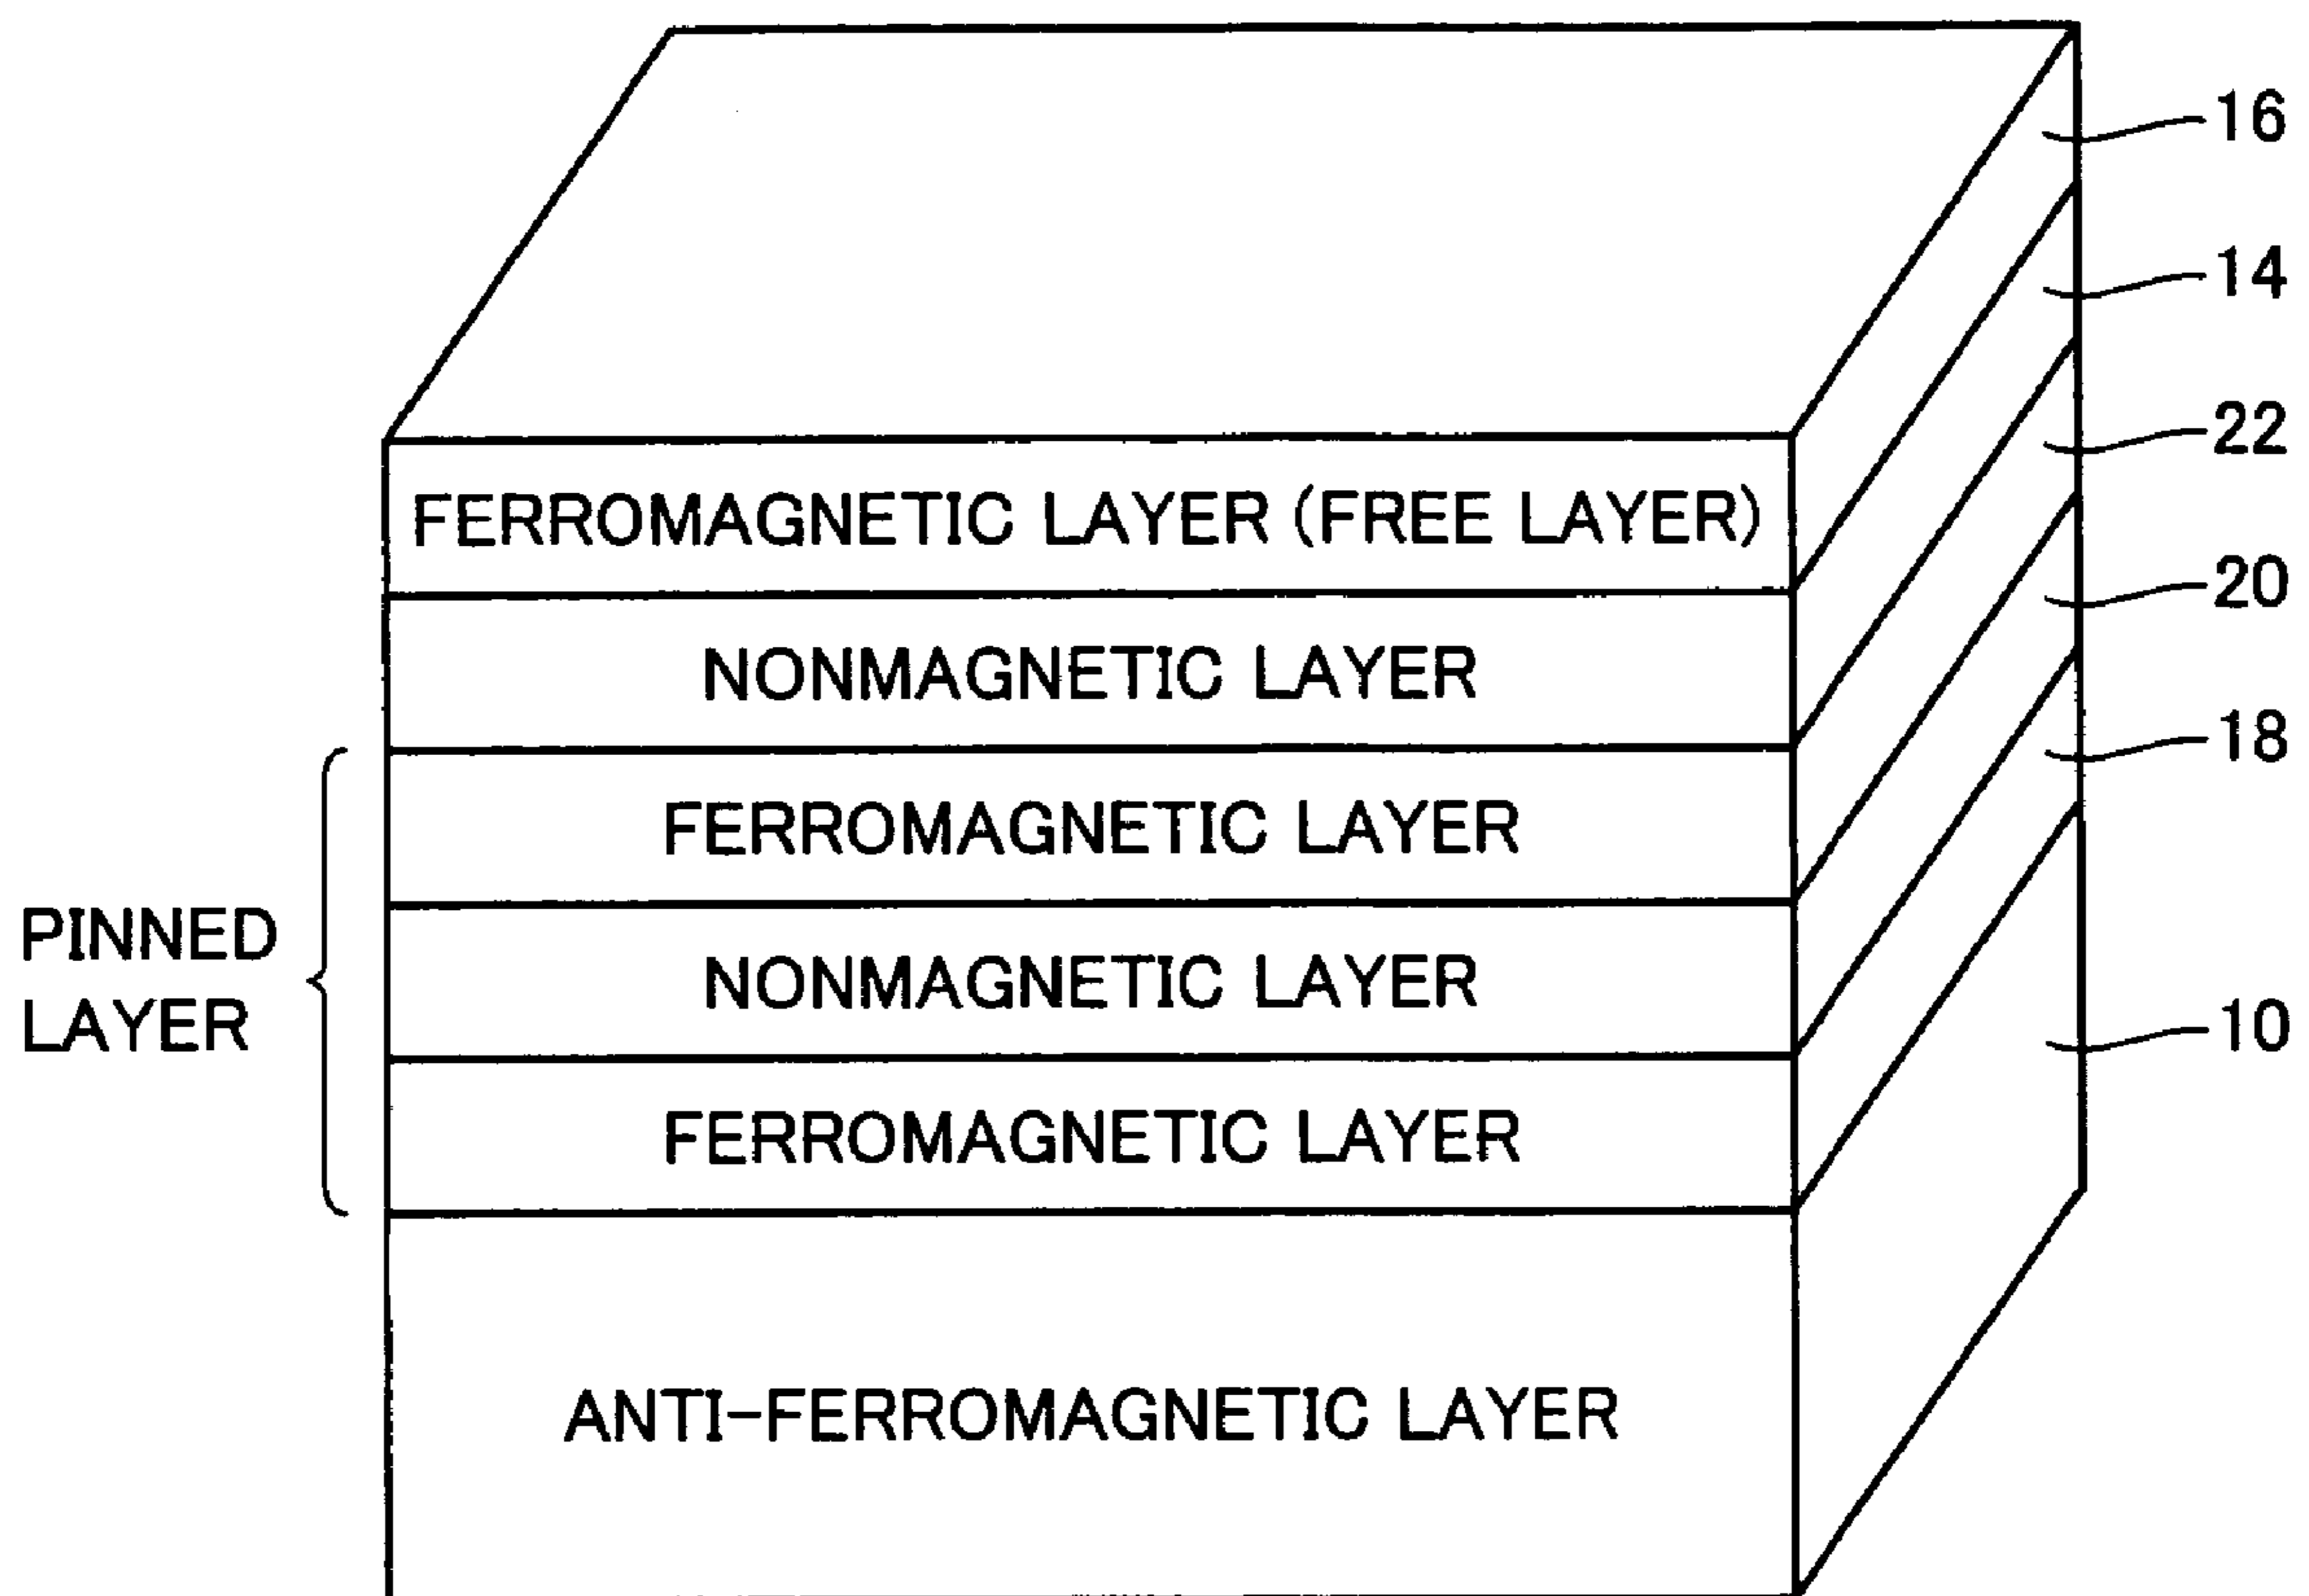 16
14
22
20
18
10
FERROMAGNETIC LAYER (FREE LAYER)
NONMAGNETIC LAYER
FERROMAGNETIC LAYER
NONMAGNETIC LAYER
FERROMAGNETIC LAYER
ANTI-FERROMAGNETIC LAYER
PINNED
LAYER